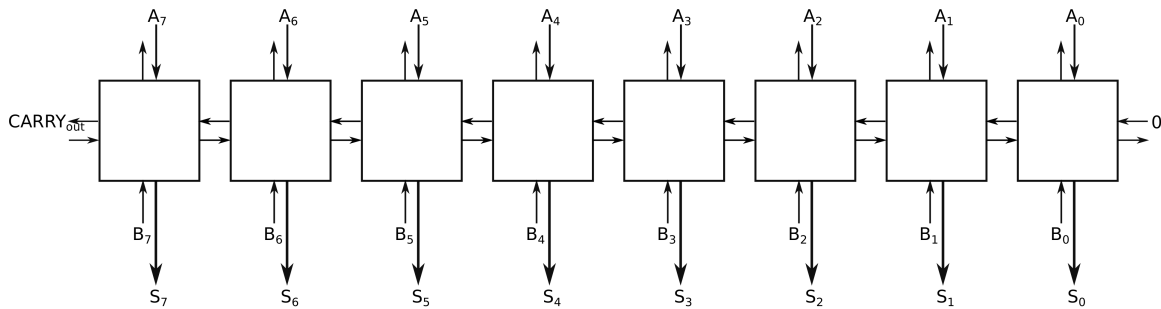 A7 A6 A5 A4 A3 A2 A1 A0
CARRYout 0
B7 B6 B5 B4 B3 B2 B1 B0
S7 S6 S5 S4 S3 S2 S1 S0